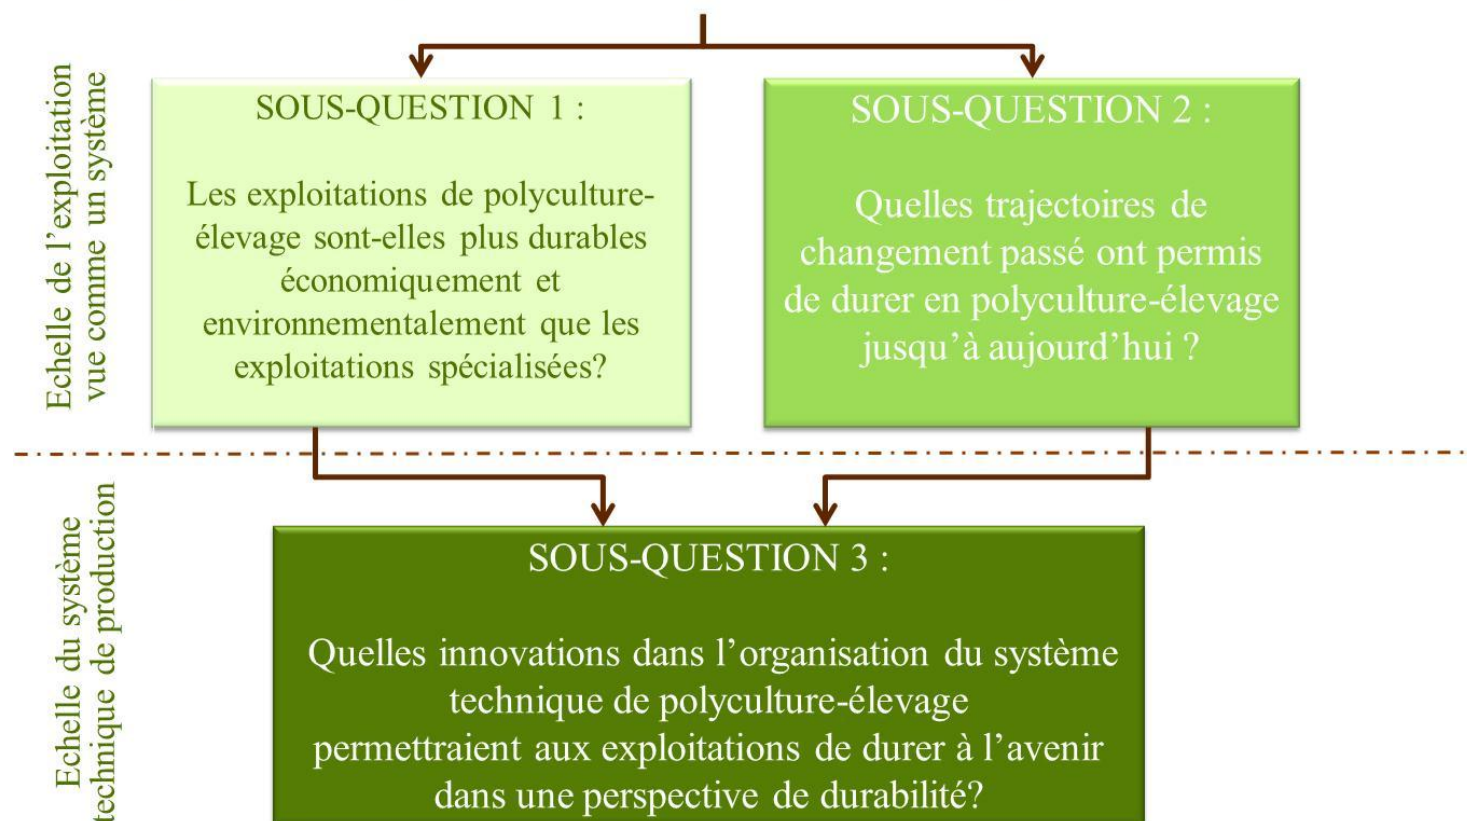 Echelle de l’exploitation
vue comme un système
SOUS-QUESTION 1 :
Les exploitations de polyculture-
élevage sont-elles plus durables
économiquement et
environnementalement que les
exploitations spécialisées?
SOUS-QUESTION 2 :
Quelles trajectoires de
changement passé ont permis
de durer en polyculture-élevage
jusqu’à aujourd’hui ?
Echelle du système
technique de production
SOUS-QUESTION 3 :
Quelles innovations dans l’organisation du système
technique de polyculture-élevage
permettraient aux exploitations de durer à l’avenir
dans une perspective de durabilité?